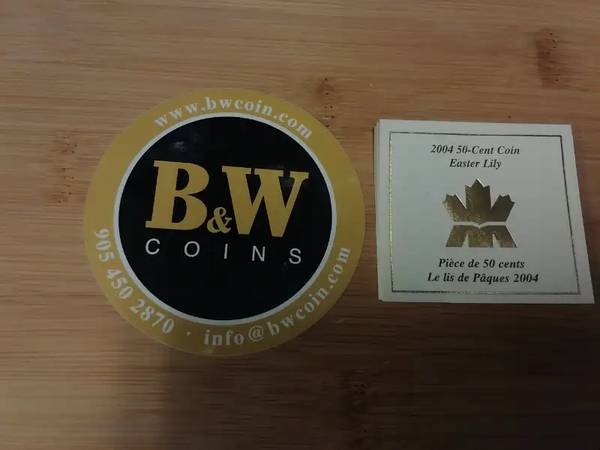 www.bwcoin.com
B&W
COINS
905 450 2870 · info@bwcoin.com
2004 50-Cent Coin
Easter Lily
Pièce de 50 cents
Le lis de Pâques 2004